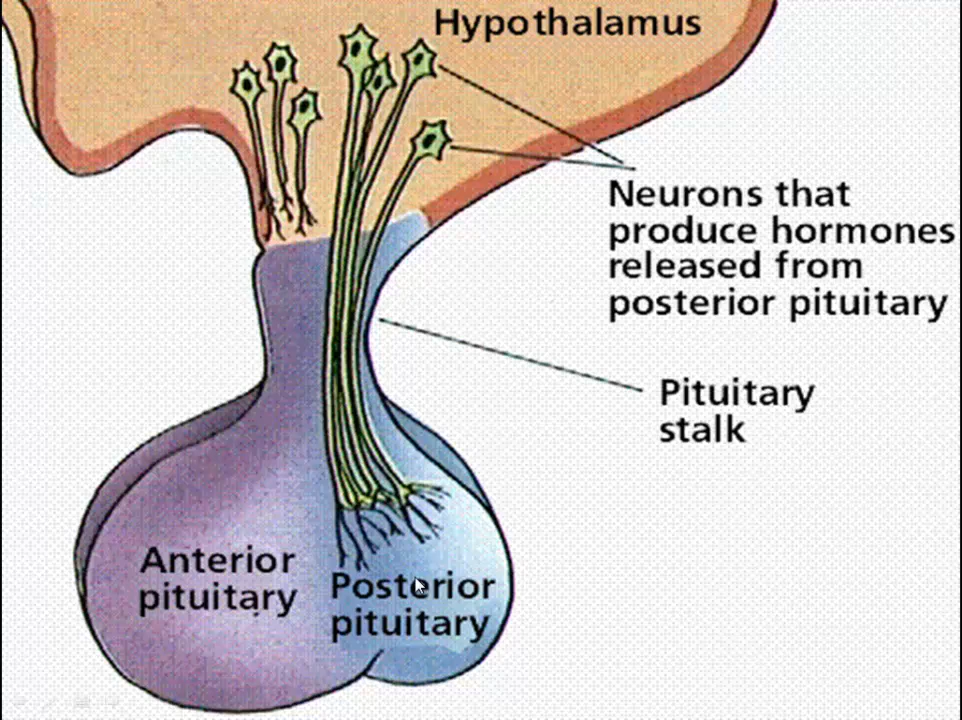 Hypothalamus
Neurons that
produce hormones
released from
posterior pituitary
Pituitary
stalk
Anterior
pituitary
Posterior
pituitary